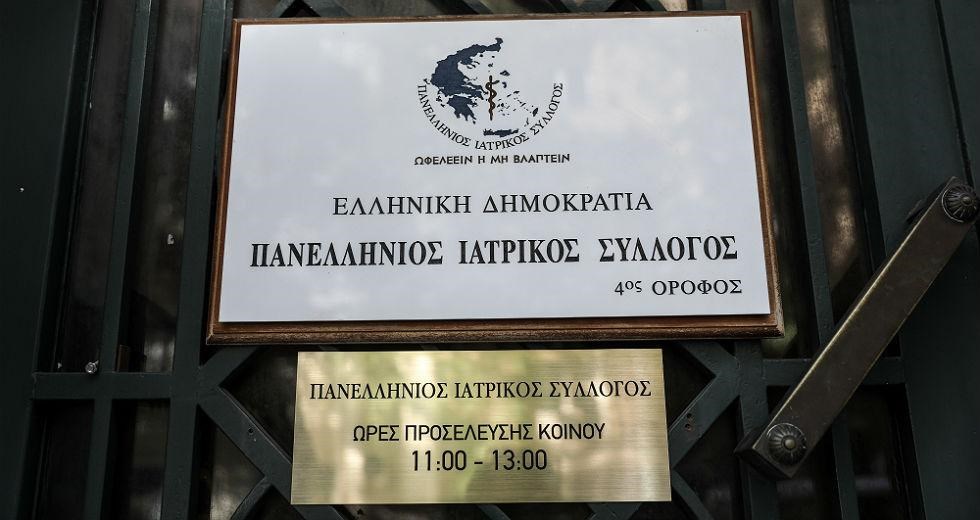 ΠΑΝΕΛΛΗΝΙΟΣ ΙΑΤΡΙΚΟΣ ΣΥΛΛΟΓΟΣ
ΩΦΕΛΕΕΙΝ Η ΜΗ ΒΛΑΠΤΕΙΝ
ΕΛΛΗΝΙΚΗ ΔΗΜΟΚΡΑΤΙΑ
ΠΑΝΕΛΛΗΝΙΟΣ ΙΑΤΡΙΚΟΣ ΣΥΛΛΟΓΟΣ
4ος ΟΡΟΦΟΣ
ΠΑΝΕΛΛΗΝΙΟΣ ΙΑΤΡΙΚΟΣ ΣΥΛΛΟΓΟΣ
ΩΡΕΣ ΠΡΟΣΕΛΕΥΣΗΣ ΚΟΙΝΟΥ
11:00 - 13:00